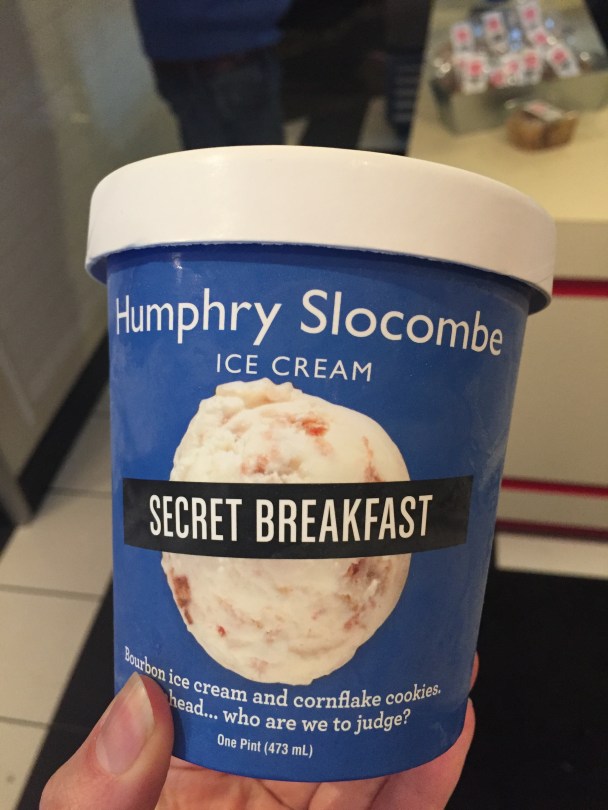 Humphry Slocombe
ICE CREAM
SECRET BREAKFAST
Bourbon ice cream and cornflake cookies.
head... who are we to judge?
One Pint (473 mL)